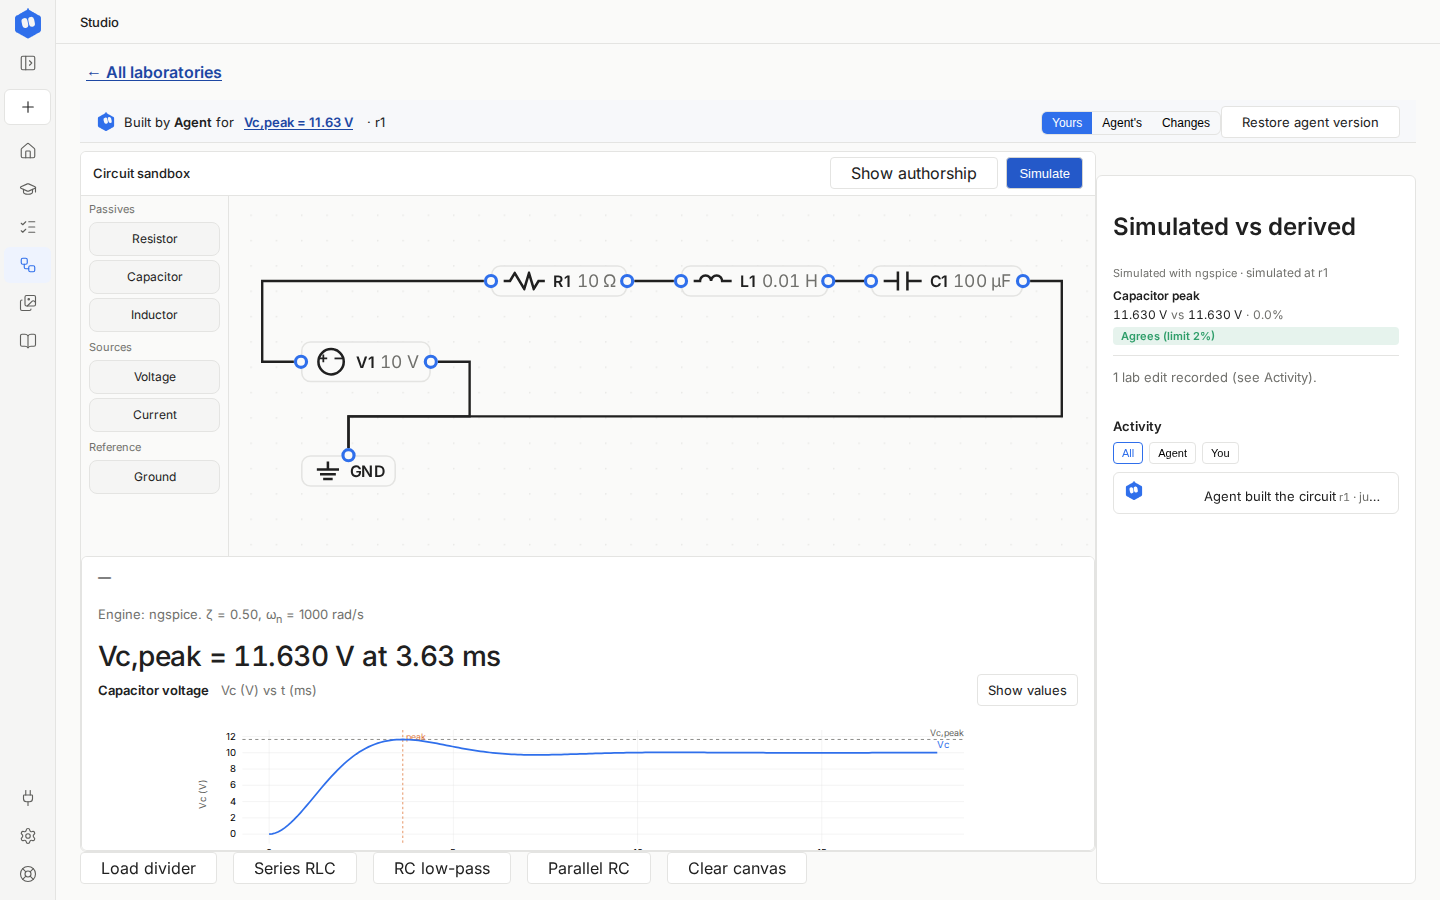 Studio
← All laboratories
Built by Agent for Vc,peak = 11.63 V · r1
Yours Agent's Changes Restore agent version
Circuit sandbox
Show authorship Simulate
Passives
Resistor
Capacitor
Inductor
Sources
Voltage
Current
Reference
Ground
R1 10 Ω
L1 0.01 H
C1 100 µF
V1 10 V
GND
—
Engine: ngspice. ζ = 0.50, ωn = 1000 rad/s
Vc,peak = 11.630 V at 3.63 ms
Capacitor voltage Vc (V) vs t (ms)
Show values
12
10
8
6
4
2
0
Vc (V)
peak
Vc,peak
Vc
Load divider Series RLC RC low-pass Parallel RC Clear canvas
Simulated vs derived
Simulated with ngspice · simulated at r1
Capacitor peak
11.630 V vs 11.630 V · 0.0%
Agrees (limit 2%)
1 lab edit recorded (see Activity).
Activity
All Agent You
Agent built the circuit r1 · ju...